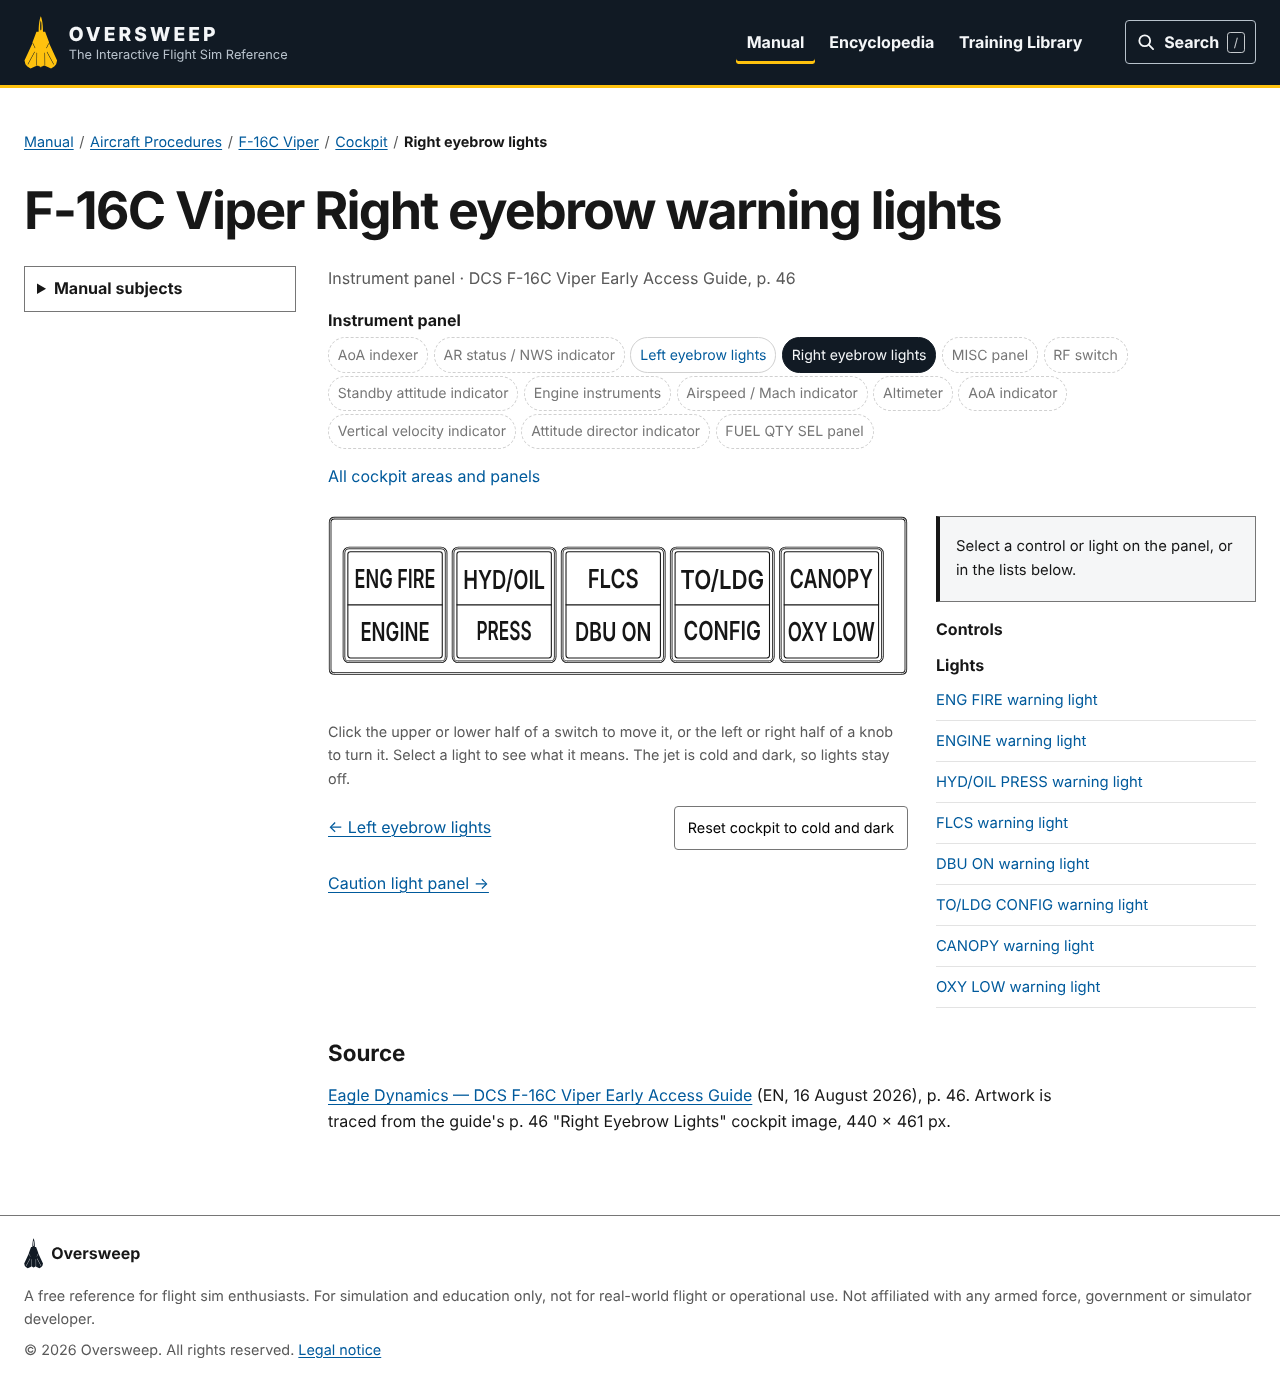 OVERSWEEP
The Interactive Flight Sim Reference
Manual
Encyclopedia
Training Library
Search /
Manual / Aircraft Procedures / F-16C Viper / Cockpit / Right eyebrow lights
F-16C Viper Right eyebrow warning lights
Manual subjects
Instrument panel · DCS F-16C Viper Early Access Guide, p. 46
Instrument panel
AoA indexer
AR status / NWS indicator
Left eyebrow lights
Right eyebrow lights
MISC panel
RF switch
Standby attitude indicator
Engine instruments
Airspeed / Mach indicator
Altimeter
AoA indicator
Vertical velocity indicator
Attitude director indicator
FUEL QTY SEL panel
All cockpit areas and panels
ENG FIRE
HYD/OIL
FLCS
TO/LDG
CANOPY
ENGINE
PRESS
DBU ON
CONFIG
OXY LOW
Click the upper or lower half of a switch to move it, or the left or right half of a knob
to turn it. Select a light to see what it means. The jet is cold and dark, so lights stay
off.
← Left eyebrow lights
Reset cockpit to cold and dark
Caution light panel →
Select a control or light on the panel, or
in the lists below.
Controls
Lights
ENG FIRE warning light
ENGINE warning light
HYD/OIL PRESS warning light
FLCS warning light
DBU ON warning light
TO/LDG CONFIG warning light
CANOPY warning light
OXY LOW warning light
Source
Eagle Dynamics — DCS F-16C Viper Early Access Guide (EN, 16 August 2026), p. 46. Artwork is
traced from the guide's p. 46 "Right Eyebrow Lights" cockpit image, 440 × 461 px.
Oversweep
A free reference for flight sim enthusiasts. For simulation and education only, not for real-world flight or operational use. Not affiliated with any armed force, government or simulator
developer.
© 2026 Oversweep. All rights reserved. Legal notice